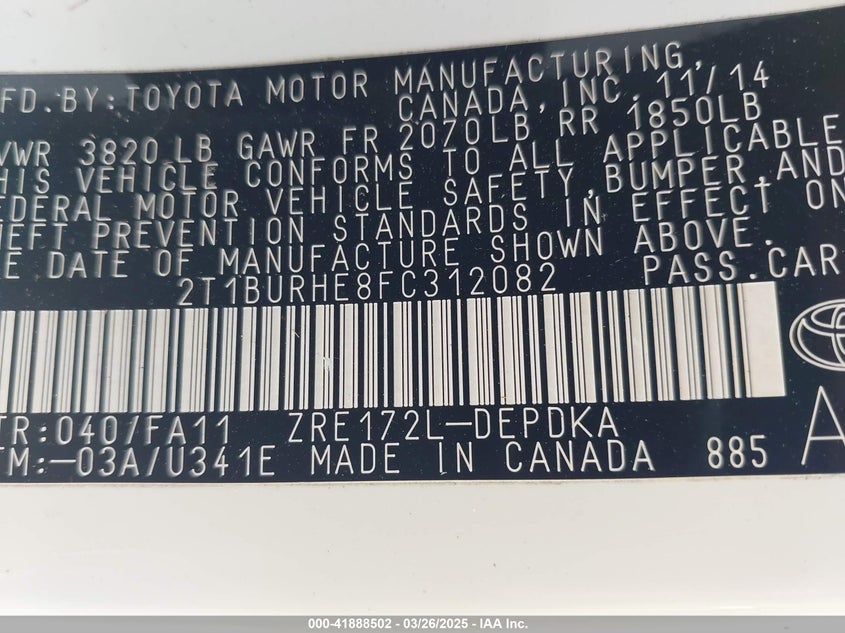 FD.BY:TOYOTA MOTOR MANUFACTURING,
CANADA,INC. 11/14
VWR 3820LB GAWR FR 2070LB RR 1850LB
HIS VEHICLE CONFORMS TO ALL APPLICABLE
EDERAL MOTOR VEHICLE SAFETY,BUMPER,AND
HEFT PREVENTION STANDARDS IN EFFECT ON
E DATE OF MANUFACTURE SHOWN ABOVE.
2T1BURHE8FC312082 PASS.CAR
TR:040/FA11 ZRE172L-DEPDKA
TM:-03A/U341E MADE IN CANADA 885 A
000-41888502 - 03/26/2025 - IAA Inc.